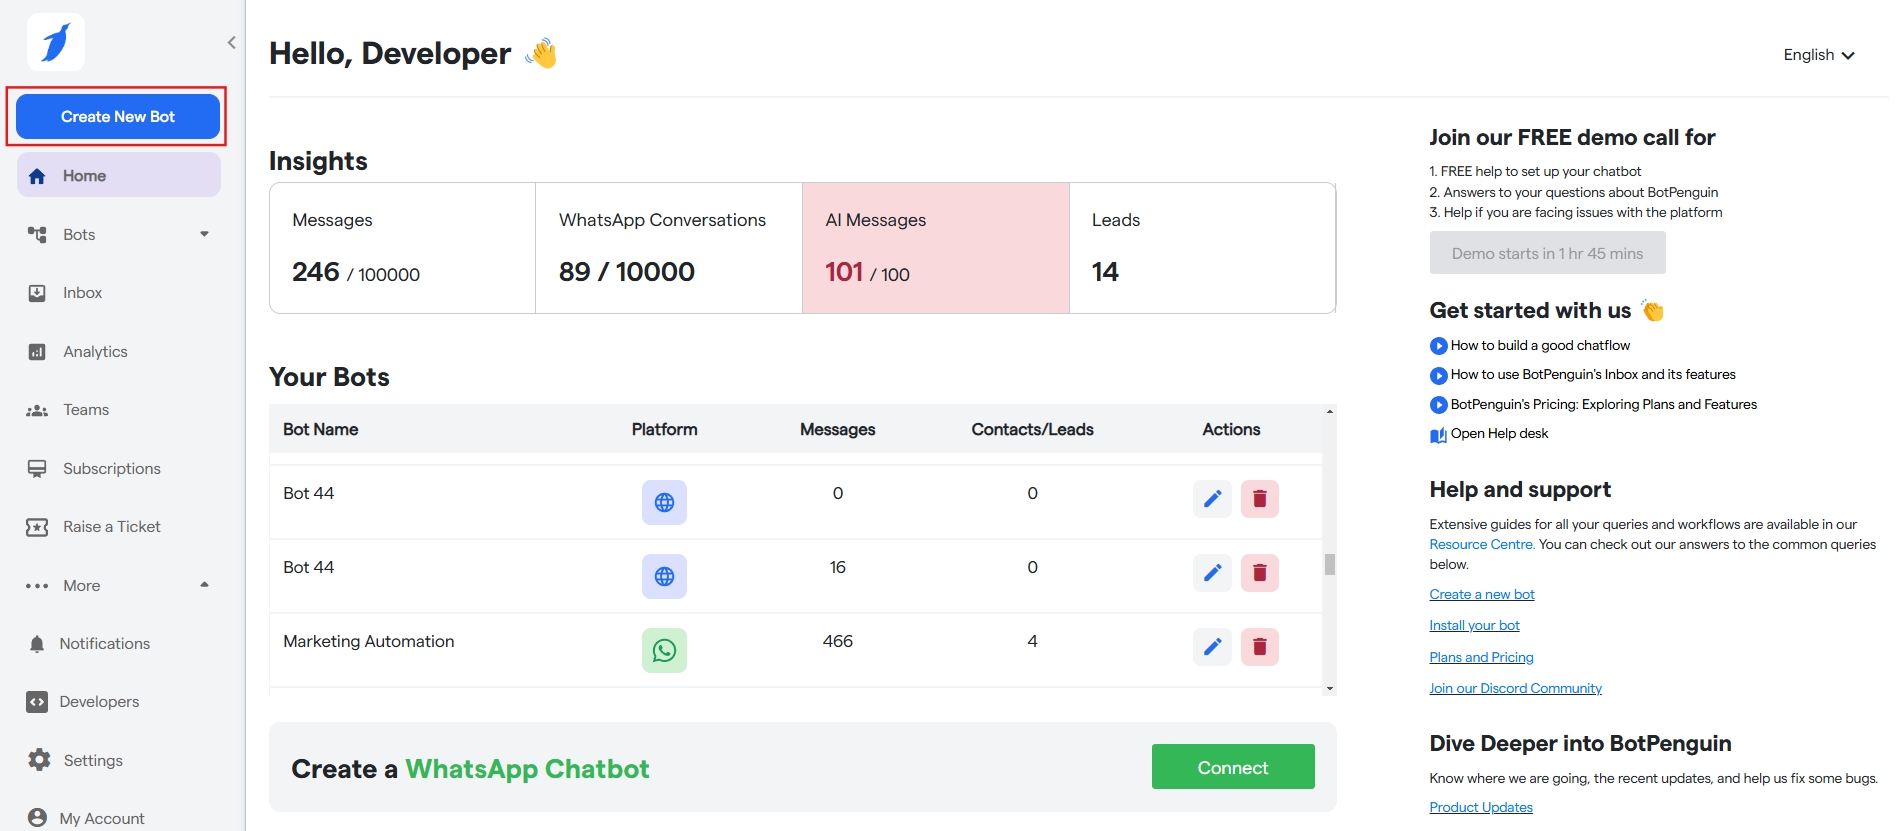 Create New Bot
Home
Bots
Inbox
Analytics
Teams
Subscriptions
Raise a Ticket
More
Notifications
Developers
Settings
My Account
Hello, Developer
English
Insights
Messages
246 / 100000
WhatsApp Conversations
89 / 10000
AI Messages
101 / 100
Leads
14
Your Bots
Bot Name Platform Messages Contacts/Leads Actions
Bot 44 0 0
Bot 44 16 0
Marketing Automation 466 4
Create a WhatsApp Chatbot
Connect
Join our FREE demo call for
1. FREE help to set up your chatbot
2. Answers to your questions about BotPenguin
3. Help if you are facing issues with the platform
Demo starts in 1 hr 45 mins
Get started with us
How to build a good chatflow
How to use BotPenguin's Inbox and its features
BotPenguin's Pricing: Exploring Plans and Features
Open Help desk
Help and support
Extensive guides for all your queries and workflows are available in our
Resource Centre. You can check out our answers to the common queries
below.
Create a new bot
Install your bot
Plans and Pricing
Join our Discord Community
Dive Deeper into BotPenguin
Know where we are going, the recent updates, and help us fix some bugs.
Product Updates